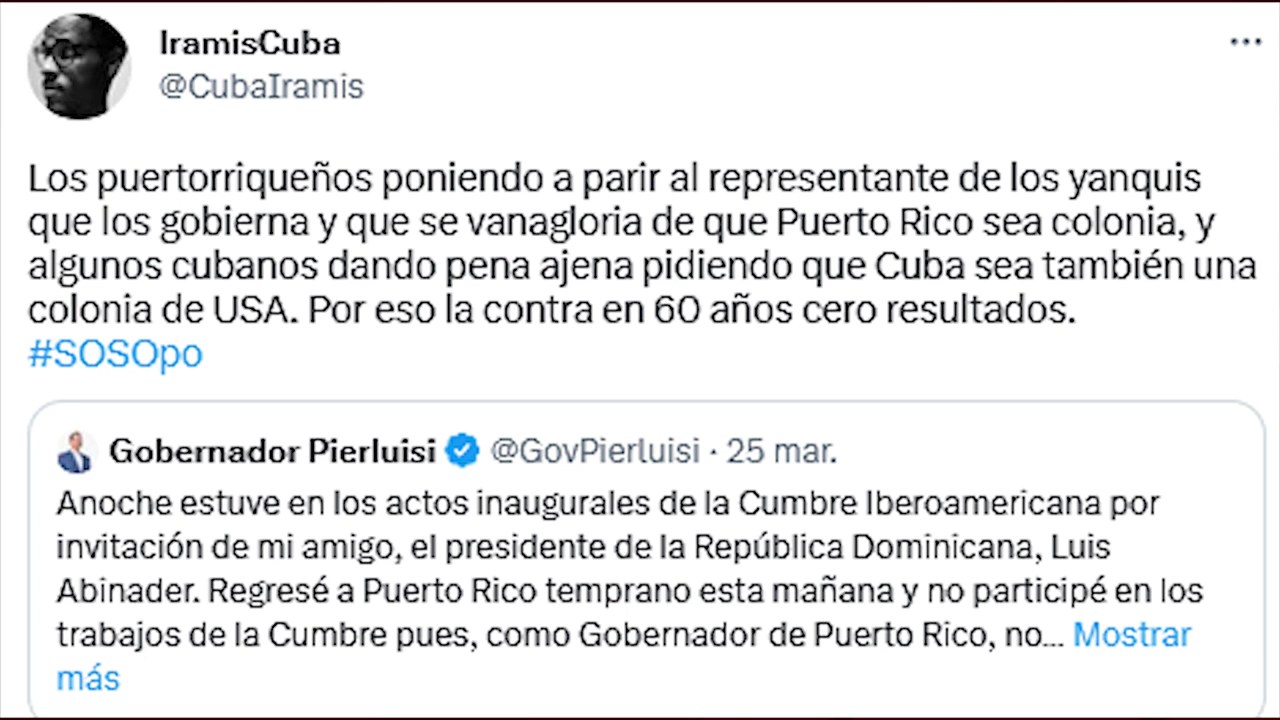 IramisCuba
@CubaIramis
Los puertorriqueños poniendo a parir al representante de los yanquis
que los gobierna y que se vanagloria de que Puerto Rico sea colonia, y
algunos cubanos dando pena ajena pidiendo que Cuba sea también una
colonia de USA. Por eso la contra en 60 años cero resultados.
#SOSOpo
Gobernador Pierluisi @GovPierluisi · 25 mar.
Anoche estuve en los actos inaugurales de la Cumbre Iberoamericana por
invitación de mi amigo, el presidente de la República Dominicana, Luis
Abinader. Regresé a Puerto Rico temprano esta mañana y no participé en los
trabajos de la Cumbre pues, como Gobernador de Puerto Rico, no... Mostrar
más